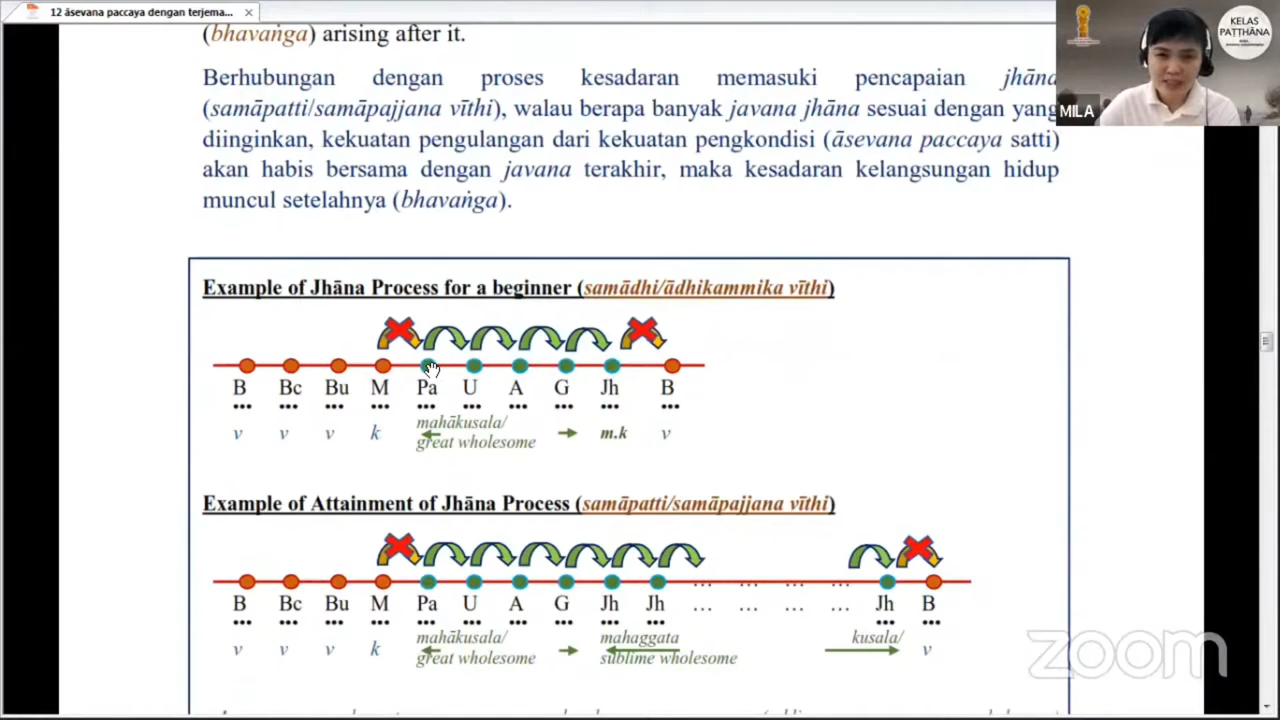 12 āsevana paccaya dengan terjema...
(bhavaṅga) arising after it.
Berhubungan dengan proses kesadaran memasuki pencapaian jhāna
(samāpatti/samāpajjana vīthi), walau berapa banyak javana jhāna sesuai dengan yang
diinginkan, kekuatan pengulangan dari kekuatan pengkondisi (āsevana paccaya satti)
akan habis bersama dengan javana terakhir, maka kesadaran kelangsungan hidup
muncul setelahnya (bhavaṅga).
Example of Jhāna Process for a beginner (samādhi/ādhikammika vīthi)
B Bc Bu M Pa U A G Jh B
••• ••• ••• ••• ••• ••• ••• ••• ••• •••
mahākusala/
v v v k great wholesome m.k v
Example of Attainment of Jhāna Process (samāpatti/samāpajjana vīthi)
... ... ... ...
B Bc Bu M Pa U A G Jh Jh ... ... ... ... Jh B
••• ••• ••• ••• ••• ••• ••• ••• ••• ••• ••• •••
mahākusala/ mahaggata kusala/
v v v k great wholesome sublime wholesome v
MILA
KELAS
PAṬṬHĀNA
zoom